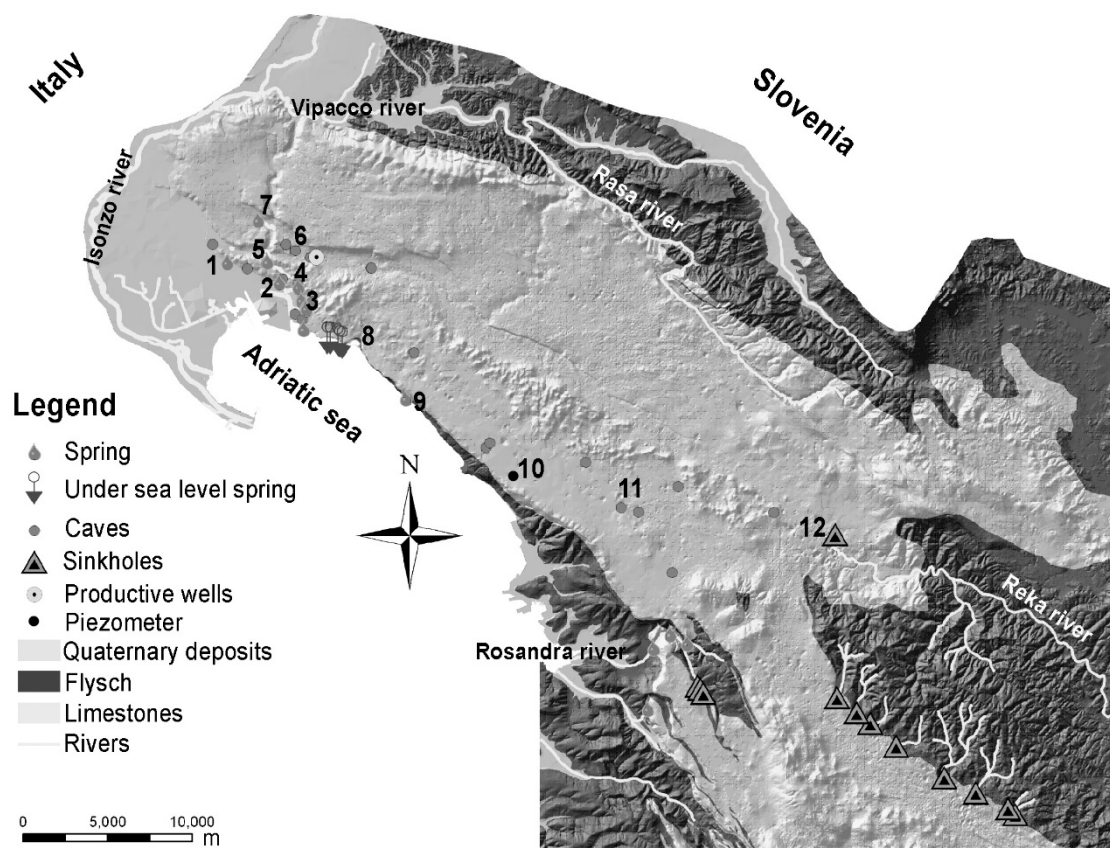 Italy
Slovenia
Vipacco river
Isonzo river
Rasa river
7
6
5
1
4
2
3
8
Adriatic sea
9
Legend
Spring
Under sea level spring
Caves
Sinkholes
Productive wells
Piezometer
Quaternary deposits
Flysch
Limestones
Rivers
N
10
11
12
Reka river
Rosandra river
0 5,000 10,000
m